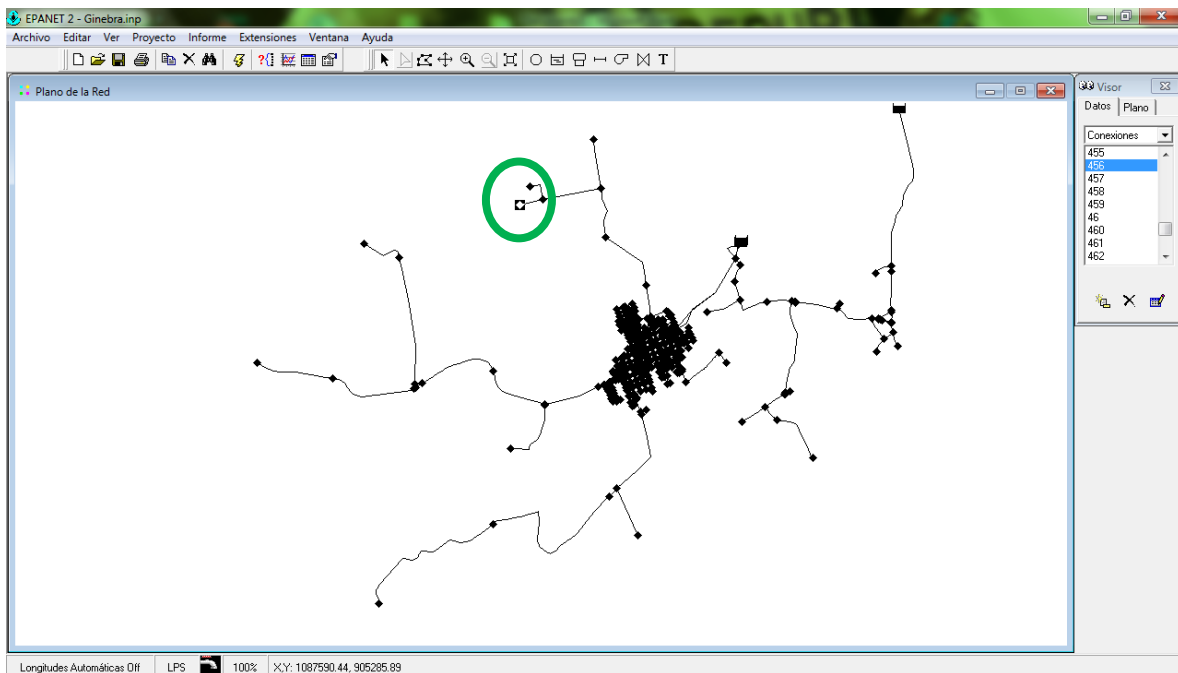 EPANET 2 - Ginebra.inp
Archivo Editar Ver Proyecto Informe Extensiones Ventana Ayuda
T
Plano de la Red
Visor
Datos Plano
Conexiones
455
456
457
458
459
46
460
461
462
Longitudes Automáticas Off LPS 100% X,Y: 1087590.44, 905285.89